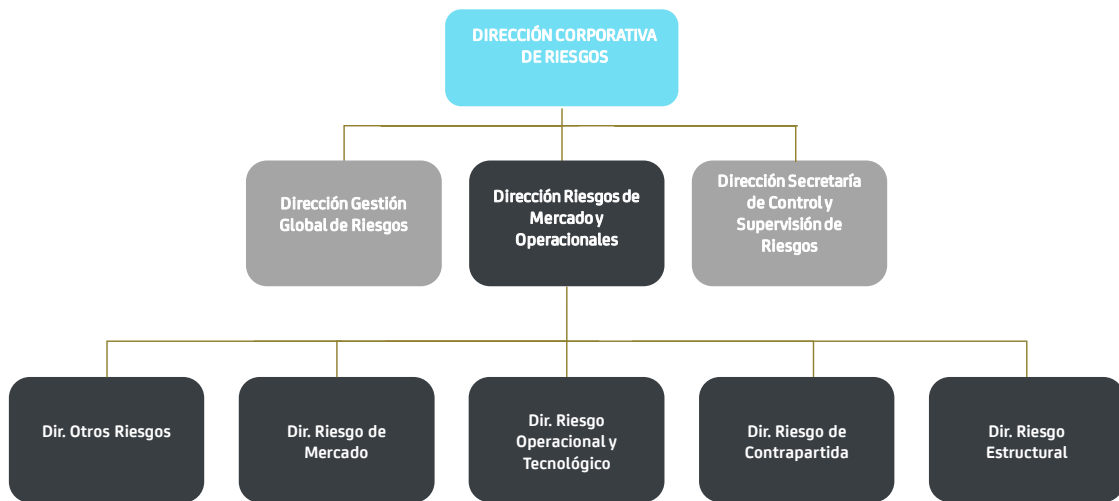 DIRECCIÓN CORPORATIVA
DE RIESGOS
Dirección Gestión
Global de Riesgos
Dirección Riesgos de
Mercado y
Operacionales
Dirección Secretaría
de Control y
Supervisión de
Riesgos
Dir. Otros Riesgos
Dir. Riesgo de
Mercado
Dir. Riesgo
Operacional y
Tecnológico
Dir. Riesgo de
Contrapartida
Dir. Riesgo
Estructural